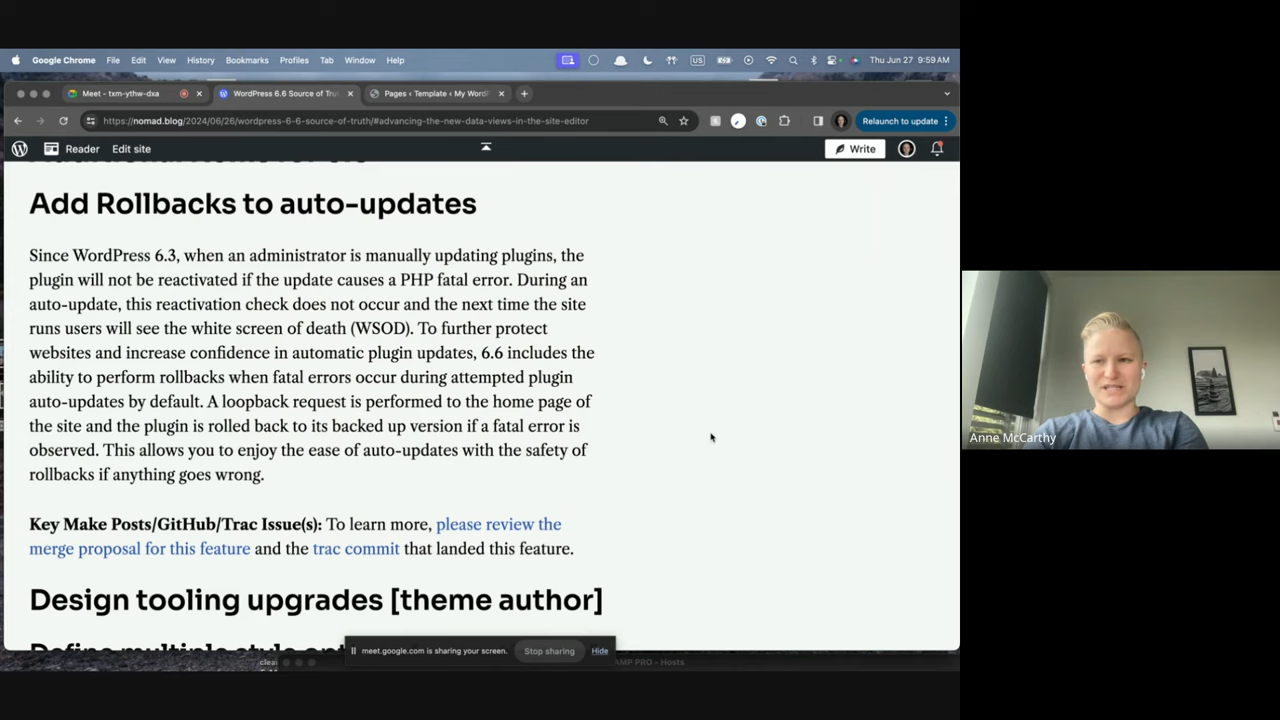 Google Chrome File Edit View History Bookmarks Profiles Tab Window Help US Thu Jun 27 9:59 AM
Meet - txm-ythw-dxa WordPress 6.6 Source of Tru Pages ‹ Template ‹ My WordP
https://nomad.blog/2024/06/26/wordpress-6-6-source-of-truth/#advancing-the-new-data-views-in-the-site-editor Relaunch to update
Reader Edit site Write
Add Rollbacks to auto-updates
Since WordPress 6.3, when an administrator is manually updating plugins, the
plugin will not be reactivated if the update causes a PHP fatal error. During an
auto-update, this reactivation check does not occur and the next time the site
runs users will see the white screen of death (WSOD). To further protect
websites and increase confidence in automatic plugin updates, 6.6 includes the
ability to perform rollbacks when fatal errors occur during attempted plugin
auto-updates by default. A loopback request is performed to the home page of
the site and the plugin is rolled back to its backed up version if a fatal error is
observed. This allows you to enjoy the ease of auto-updates with the safety of
rollbacks if anything goes wrong.
Key Make Posts/GitHub/Trac Issue(s): To learn more, please review the
merge proposal for this feature and the trac commit that landed this feature.
Design tooling upgrades [theme author]
meet.google.com is sharing your screen. Stop sharing Hide
AMP PRO - Hosts
Anne McCarthy